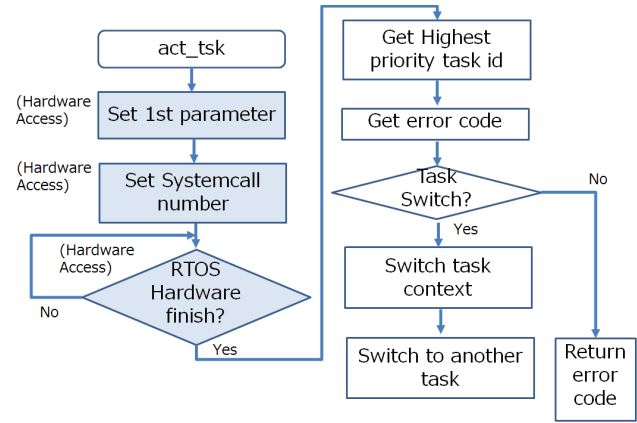 act_tsk
(Hardware
Access)
Set 1st parameter
(Hardware
Access)
Set Systemcall
number
(Hardware
Access)
RTOS
Hardware
finish?
No
Yes
Get Highest
priority task id
Get error code
Task
Switch?
No
Yes
Switch task
context
Switch to another
task
Return
error
code